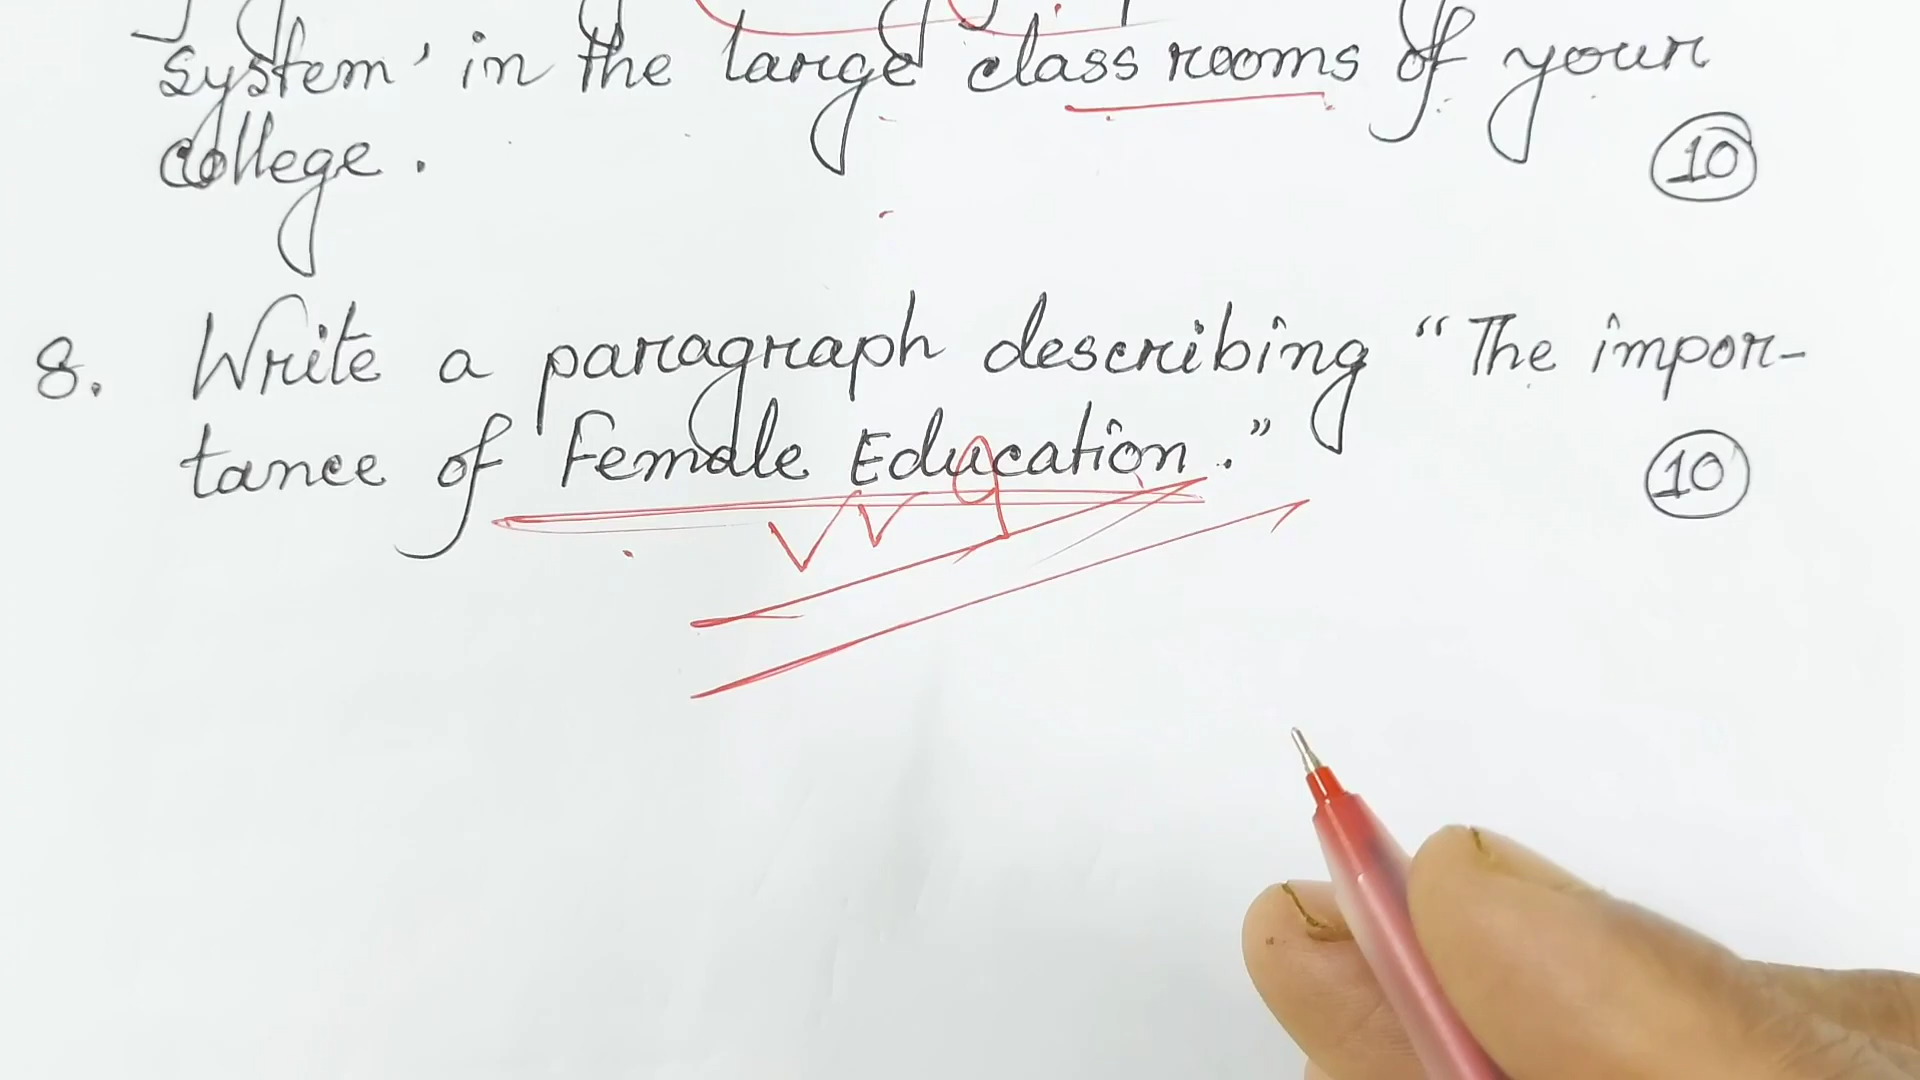 system' in the large class rooms of your
college. 10
8. Write a paragraph describing “The impor-
tance of Female Education.” 10